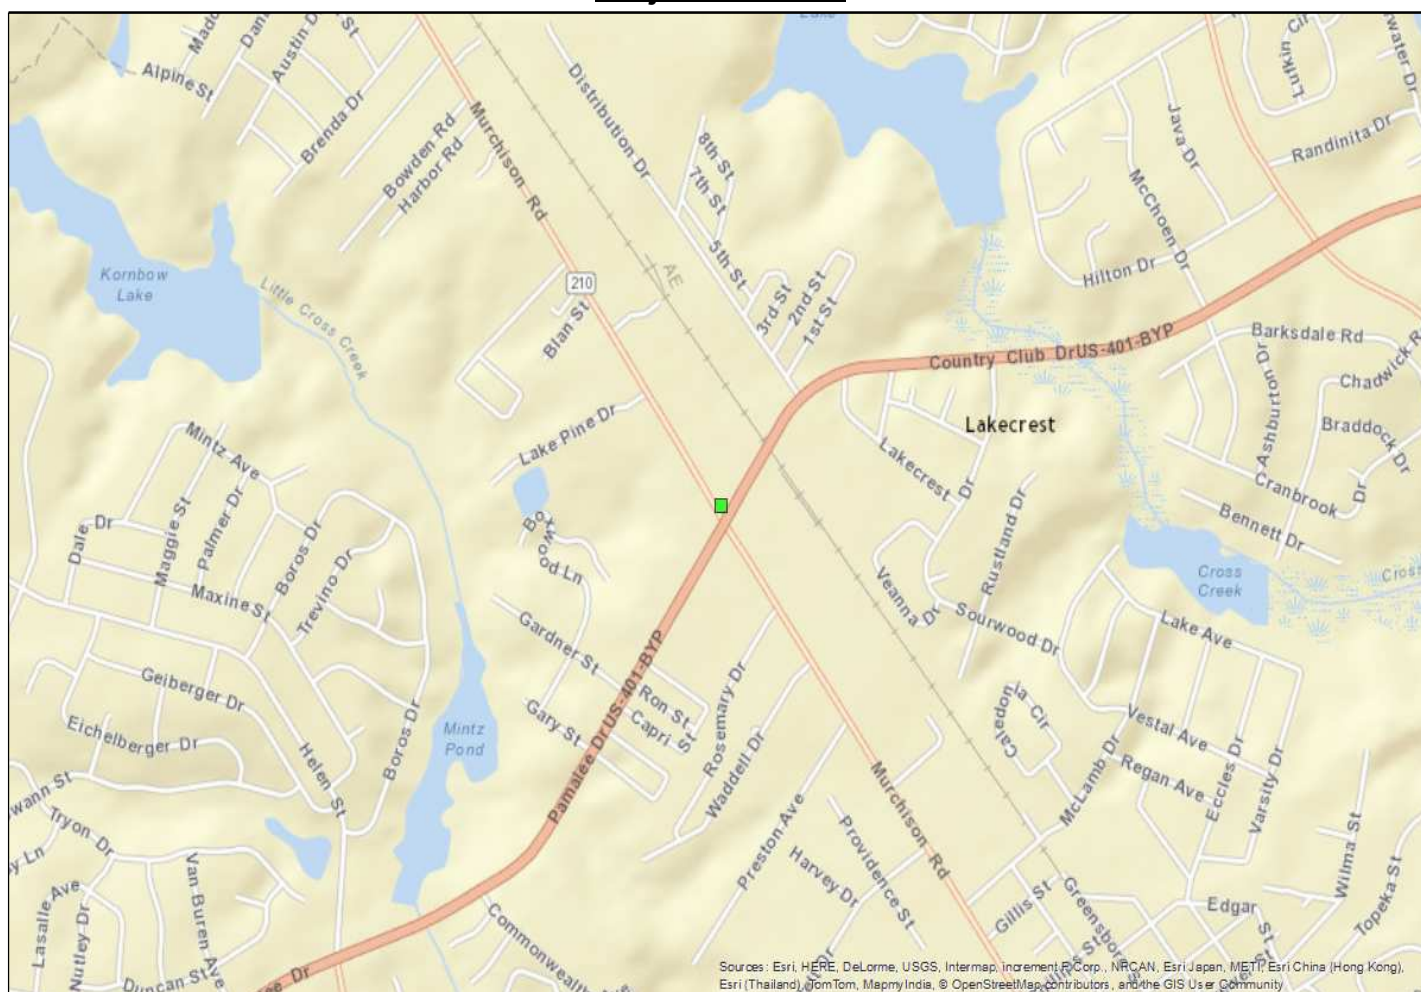 Lake
Alpine St
Austin Dr
Brenda Dr
Bowden Rd
Harbor Rd
Murchison Rd
Distribution Dr
8th St
7th St
5th St
3rd St
2nd St
1st St
AE
210
Java Dr
McChoen Dr
Hilton Dr
Lufkin Cir
Randinita Dr
Kornbow
Lake
Little Cross Creek
Blan St
Lake Pine Dr
Country Club Dr US-401-BYP
Barksdale Rd
Ashburton Dr
Braddock Dr
Cranbrook Dr
Bennett Dr
Lakecrest
Lakecrest Dr
Rustland Dr
Veanna Dr
Sourwood Dr
Cross
Creek
Cross
Lake Ave
Mintz Ave
Dale Dr
Maggie St
Palmer Dr
Boros Dr
Trevino Dr
Maxine St
Boxwood Ln
Gardner St
Gary St
Ron St
Capri St
Rosemary Dr
Waddell Dr
Pamalee Dr US-401-BYP
Geiberger Dr
Eichelberger Dr
Helen St
Boros Dr
Mintz
Pond
Tryon Dr
Lasalle Ave
Nutley Dr
Van Buren Ave
Duncan St
Preston Ave
Harvey Dr
Providence St
Murchison Rd
Caledonia Cir
McLamb Dr
Vestal Ave
Regan Ave
Eccles Dr
Varsity Dr
Wilma St
Topeka St
Edgar St
Gillis St
Sources: Esri, HERE, DeLorme, USGS, Intermap, increment P Corp., NRCAN, Esri Japan, METI, Esri China (Hong Kong),
Esri (Thailand), TomTom, MapmyIndia, © OpenStreetMap contributors, and the GIS User Community